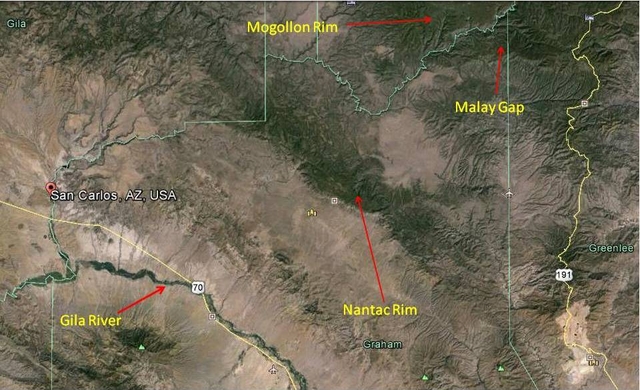 Gila
Mogollon Rim
Malay Gap
San Carlos, AZ, USA
Greenlee
191
70
Gila River
Nantac Rim
Graham